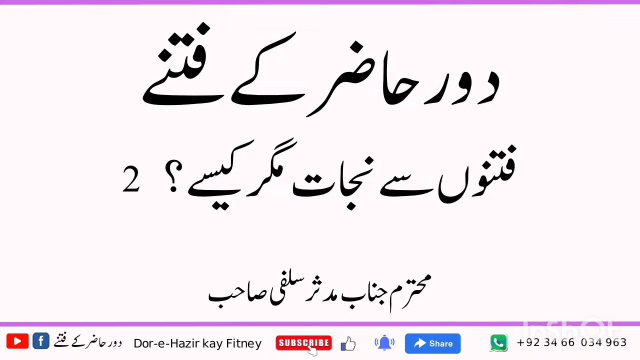 دور حاضر کے فتنے
فتنوں سے نجات مگر کیسے؟ 2
محترم جناب مدثر سلفی صاحب
InShOt
دور حاضر کے فتنے Dor-e-Hazir kay Fitney SUBSCRIBE Share +92 34 66 034 963